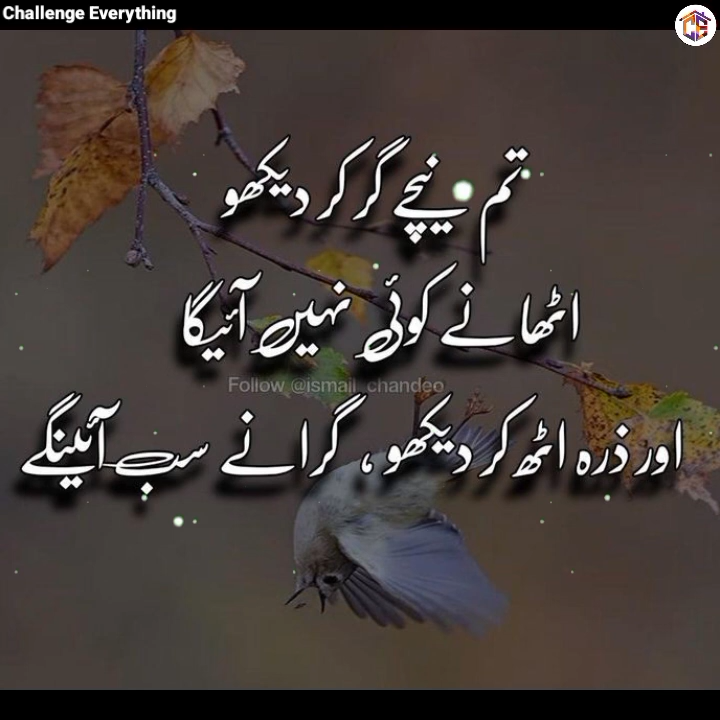 Challenge Everything
تم نیچے گر کر دیکھو
اٹھانے کوئی نہیں آئیگا
Follow @ismail_chandeo
اور ذرہ اٹھ کر دیکھو، گرانے سب آئینگے